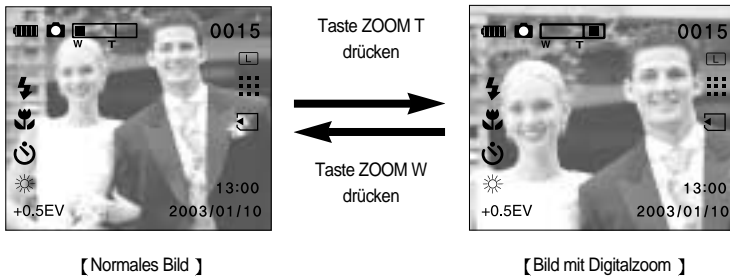 0015
W T
L
13:00
+0.5EV 2003/01/10
【Normales Bild】
Taste ZOOM T
drücken
Taste ZOOM W
drücken
0015
W T
L
13:00
+0.5EV 2003/01/10
【Bild mit Digitalzoom】